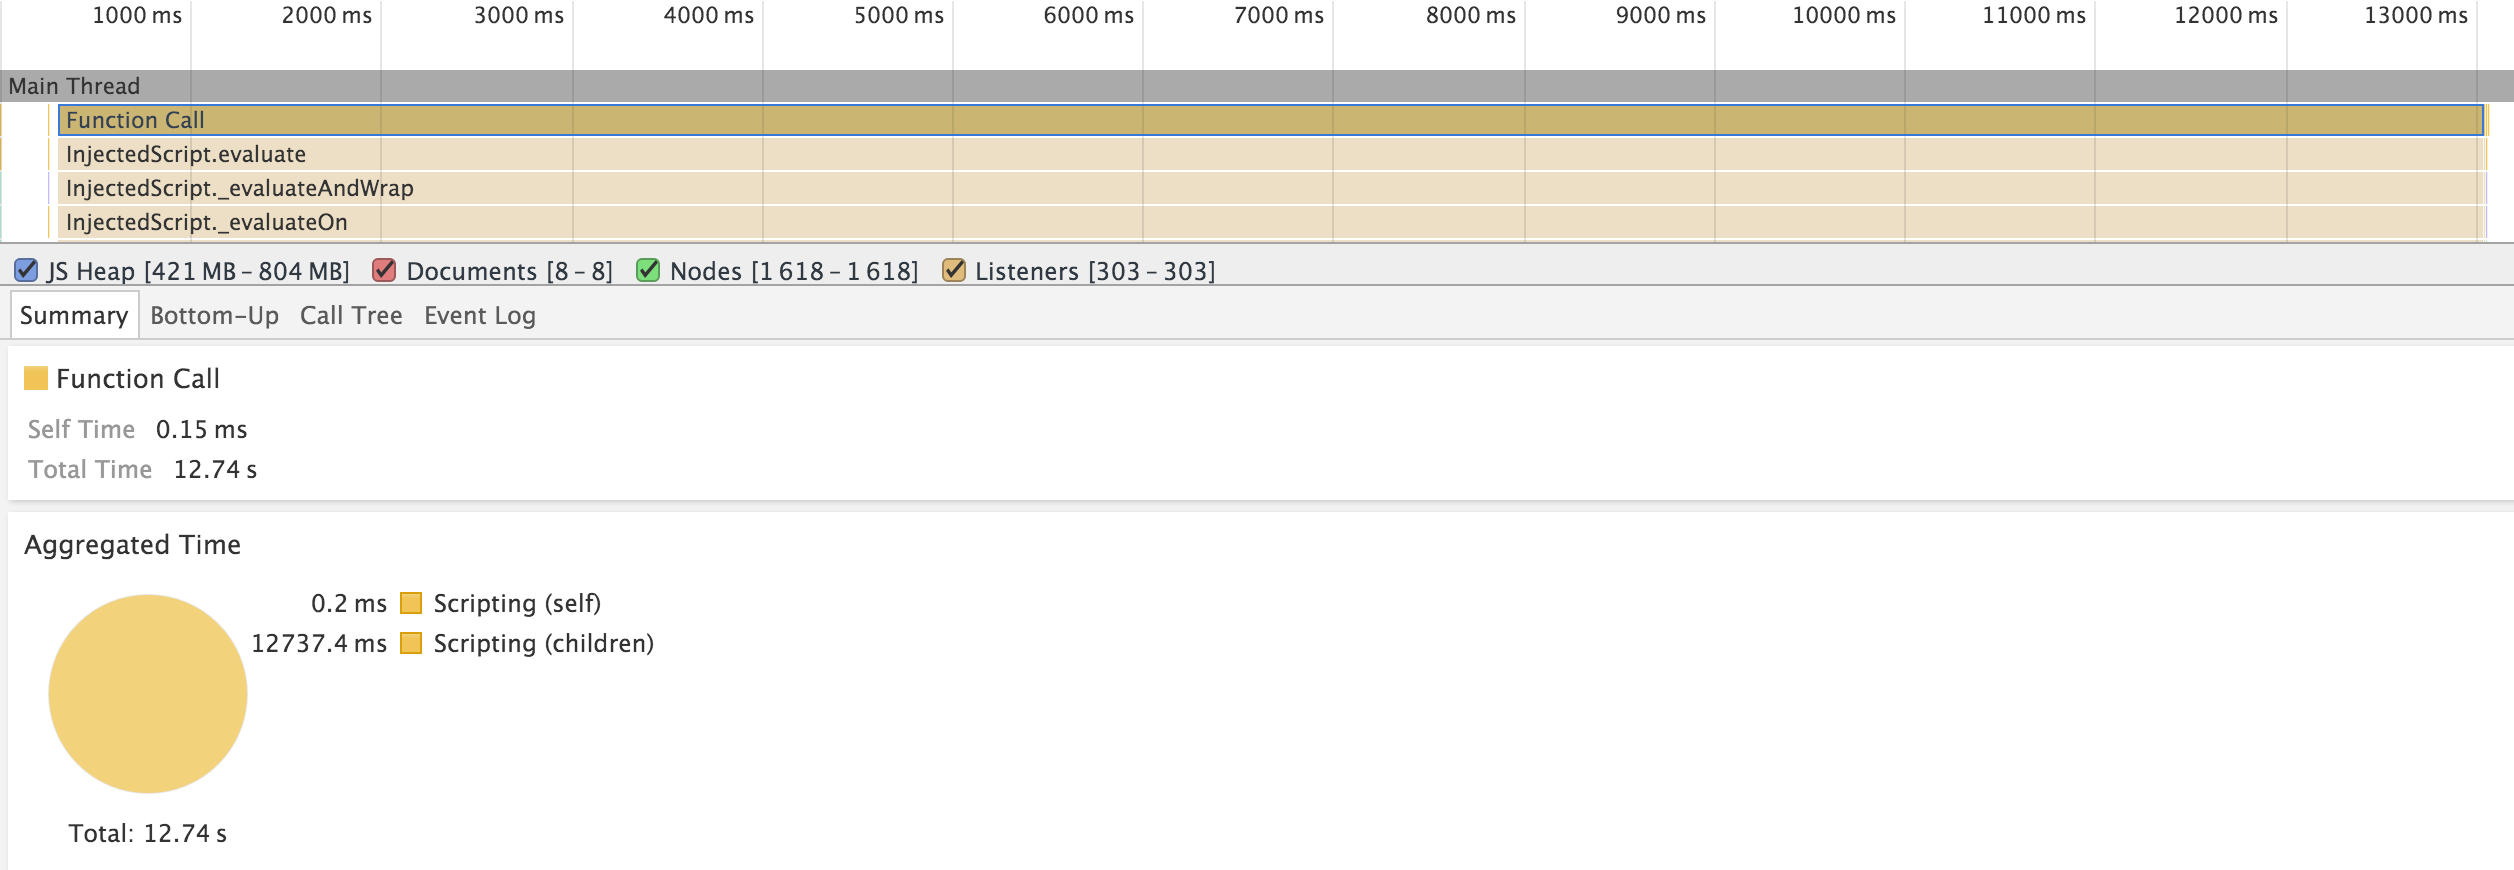 1000 ms 2000 ms 3000 ms 4000 ms 5000 ms 6000 ms 7000 ms 8000 ms 9000 ms 10000 ms 11000 ms 12000 ms 13000 ms
Main Thread
Function Call
InjectedScript.evaluate
InjectedScript._evaluateAndWrap
InjectedScript._evaluateOn
JS Heap [421 MB – 804 MB] Documents [8 – 8] Nodes [1 618 – 1 618] Listeners [303 – 303]
Summary Bottom-Up Call Tree Event Log
Function Call
Self Time 0.15 ms
Total Time 12.74 s
Aggregated Time
0.2 ms Scripting (self)
12737.4 ms Scripting (children)
Total: 12.74 s